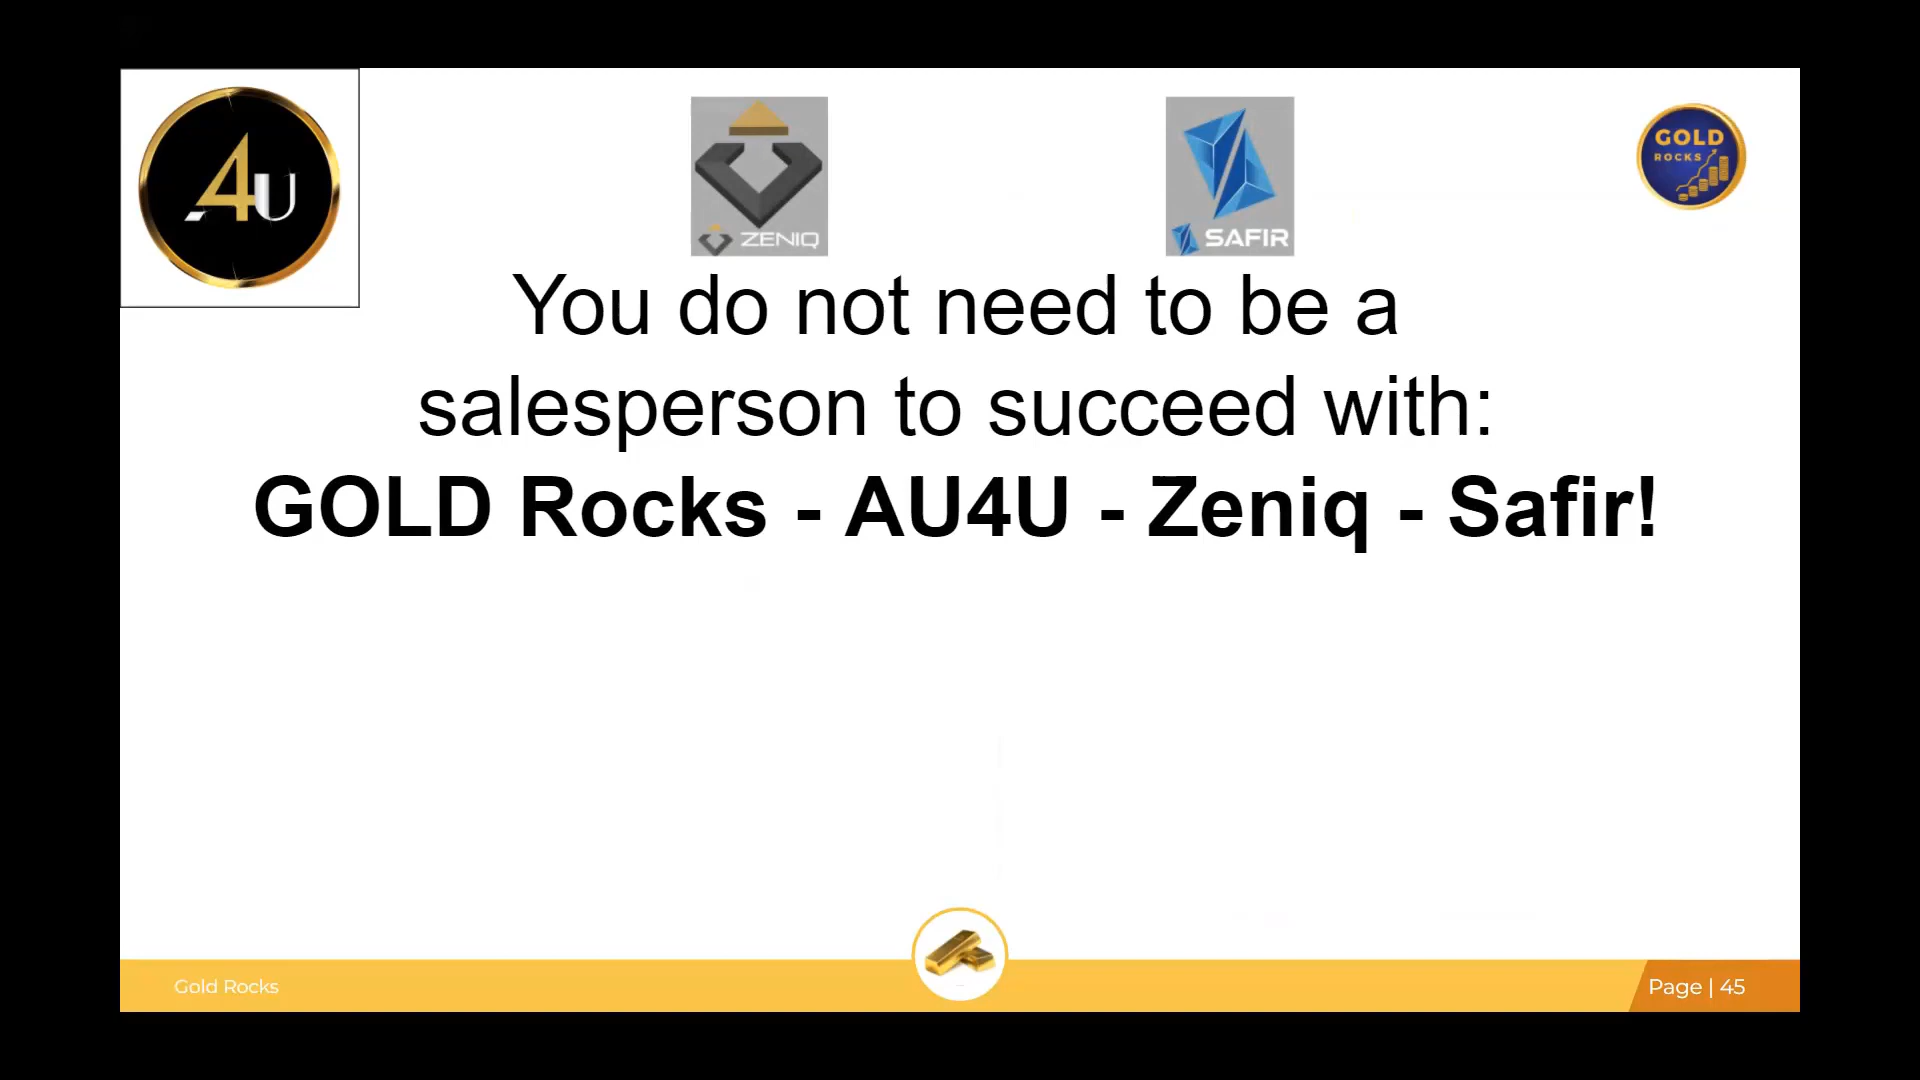 A4U
ZENIQ
SAFIR
GOLD
ROCKS
You do not need to be a
salesperson to succeed with:
GOLD Rocks - AU4U - Zeniq - Safir!
Gold Rocks
Page | 45